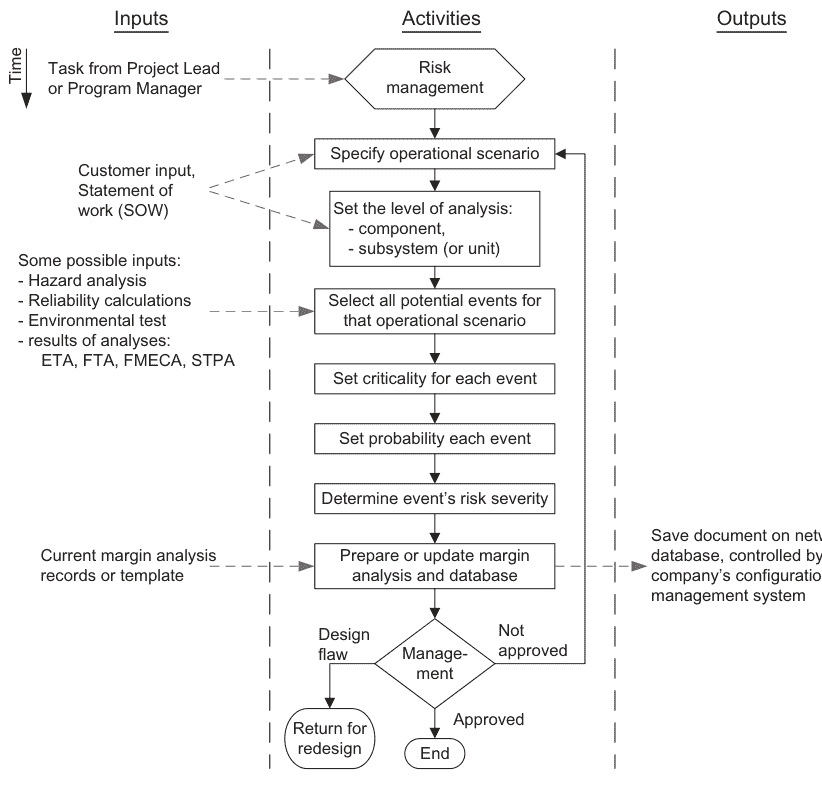 Inputs
Activities
Outputs
Time
Task from Project Lead
or Program Manager
Risk
management
Specify operational scenario
Customer input,
Statement of
work (SOW)
Set the level of analysis:
- component,
- subsystem (or unit)
Some possible inputs:
- Hazard analysis
- Reliability calculations
- Environmental test
- results of analyses:
ETA, FTA, FMECA, STPA
Select all potential events for
that operational scenario
Set criticality for each event
Set probability each event
Determine event's risk severity
Current margin analysis
records or template
Prepare or update margin
analysis and database
Save document on
database, controlled by
company's
management system
Design
flaw
Manage-
ment
Not
approved
Return for
redesign
Approved
End